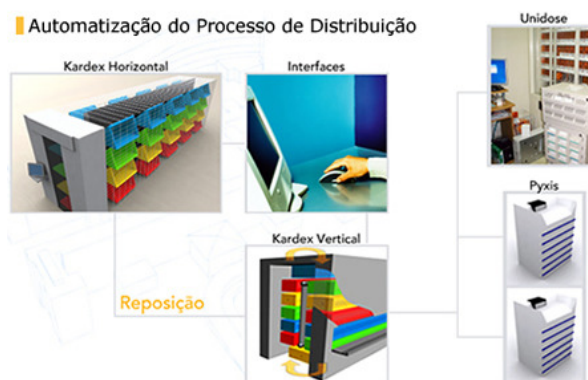 Automatização do Processo de Distribuição
Unidose
Kardex Horizontal
Interfaces
Pyxis
Kardex Vertical
Reposição